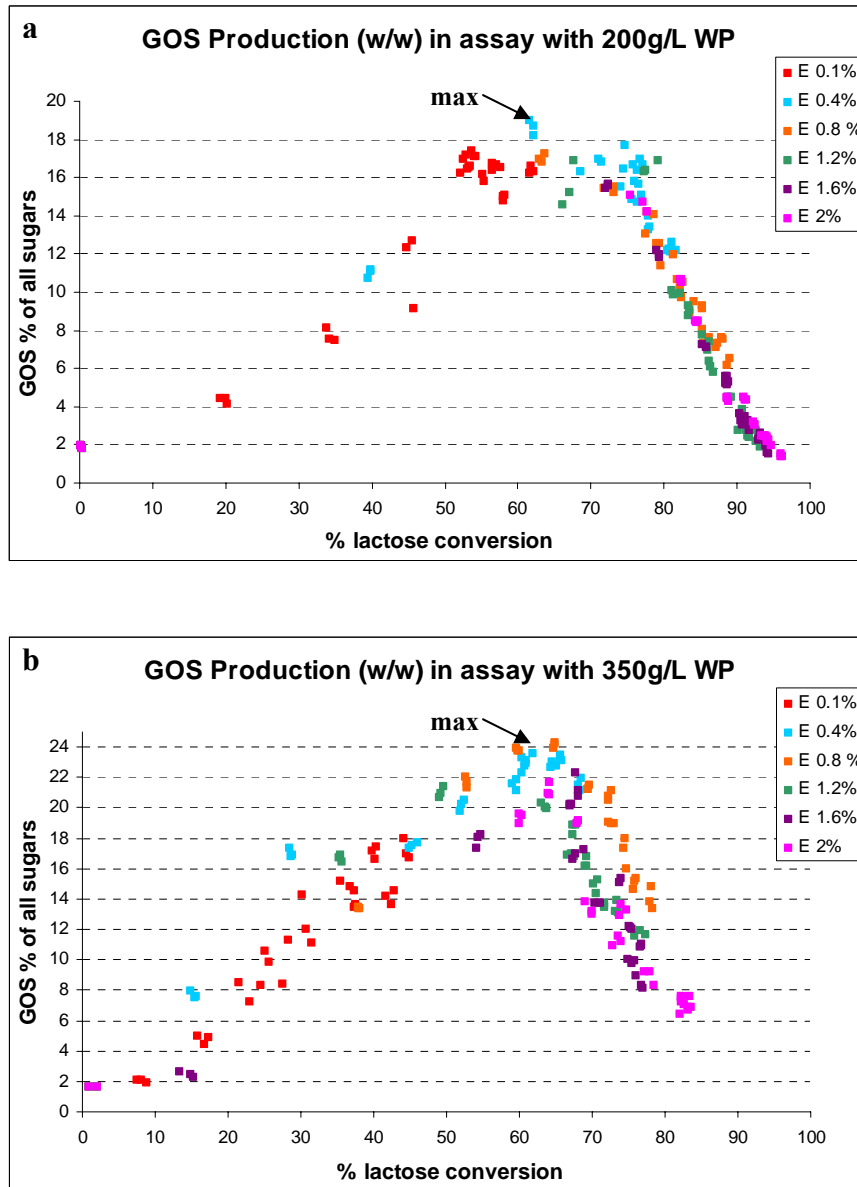 a
GOS Production (w/w) in assay with 200g/L WP
max
E 0.1%
E 0.4%
E 0.8 %
E 1.2%
E 1.6%
E 2%
GOS % of all sugars
20
18
16
14
12
10
8
6
4
2
0
0 10 20 30 40 50 60 70 80 90 100
% lactose conversion
b
GOS Production (w/w) in assay with 350g/L WP
max
E 0.1%
E 0.4%
E 0.8 %
E 1.2%
E 1.6%
E 2%
GOS % of all sugars
24
22
20
18
16
14
12
10
8
6
4
2
0
0 10 20 30 40 50 60 70 80 90 100
% lactose conversion